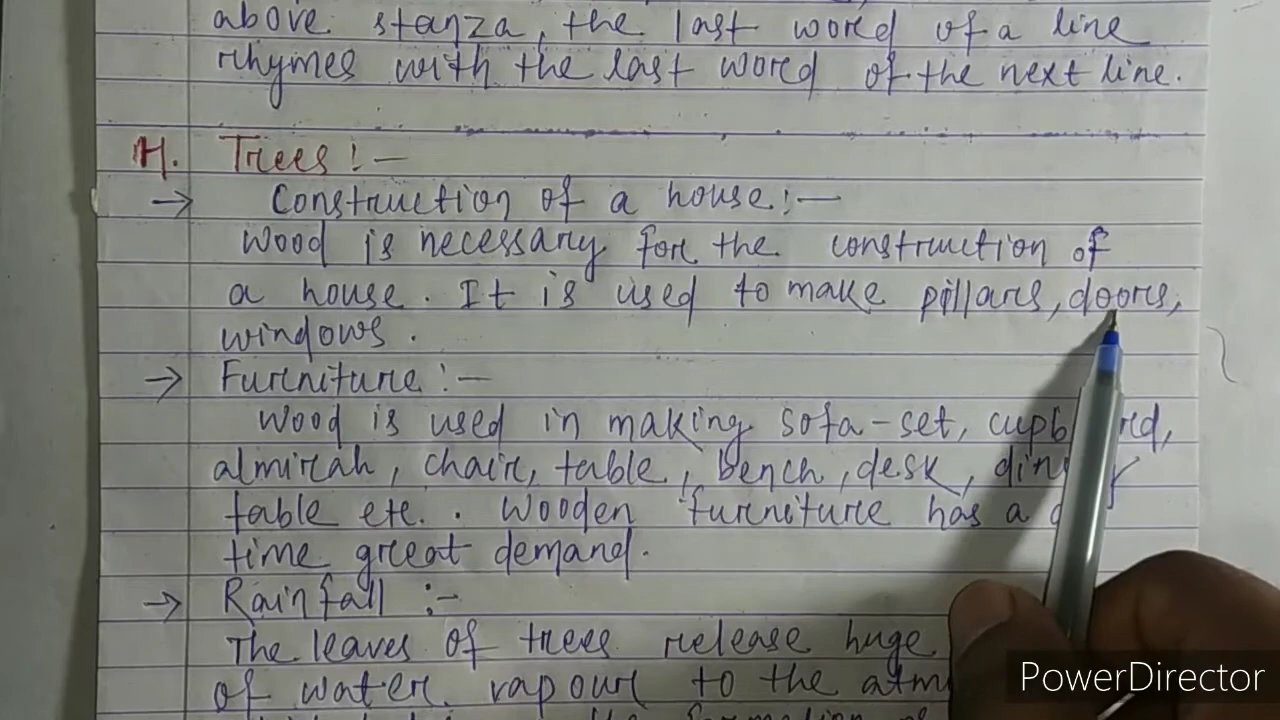 above stanza, the last word of a line
rhymes with the last word of the next line.
H. Trees :-
→ Construction of a house :-
Wood is necessary for the construction of
a house. It is used to make pillars, doors,
windows.
→ Furniture :-
Wood is used in making sofa-set,
almirah, chair, table, bench, desk,
table etc.. Wooden furniture has a
time great demand.
→ Rainfall :-
The leaves of trees release huge
of water vapour to the
PowerDirector